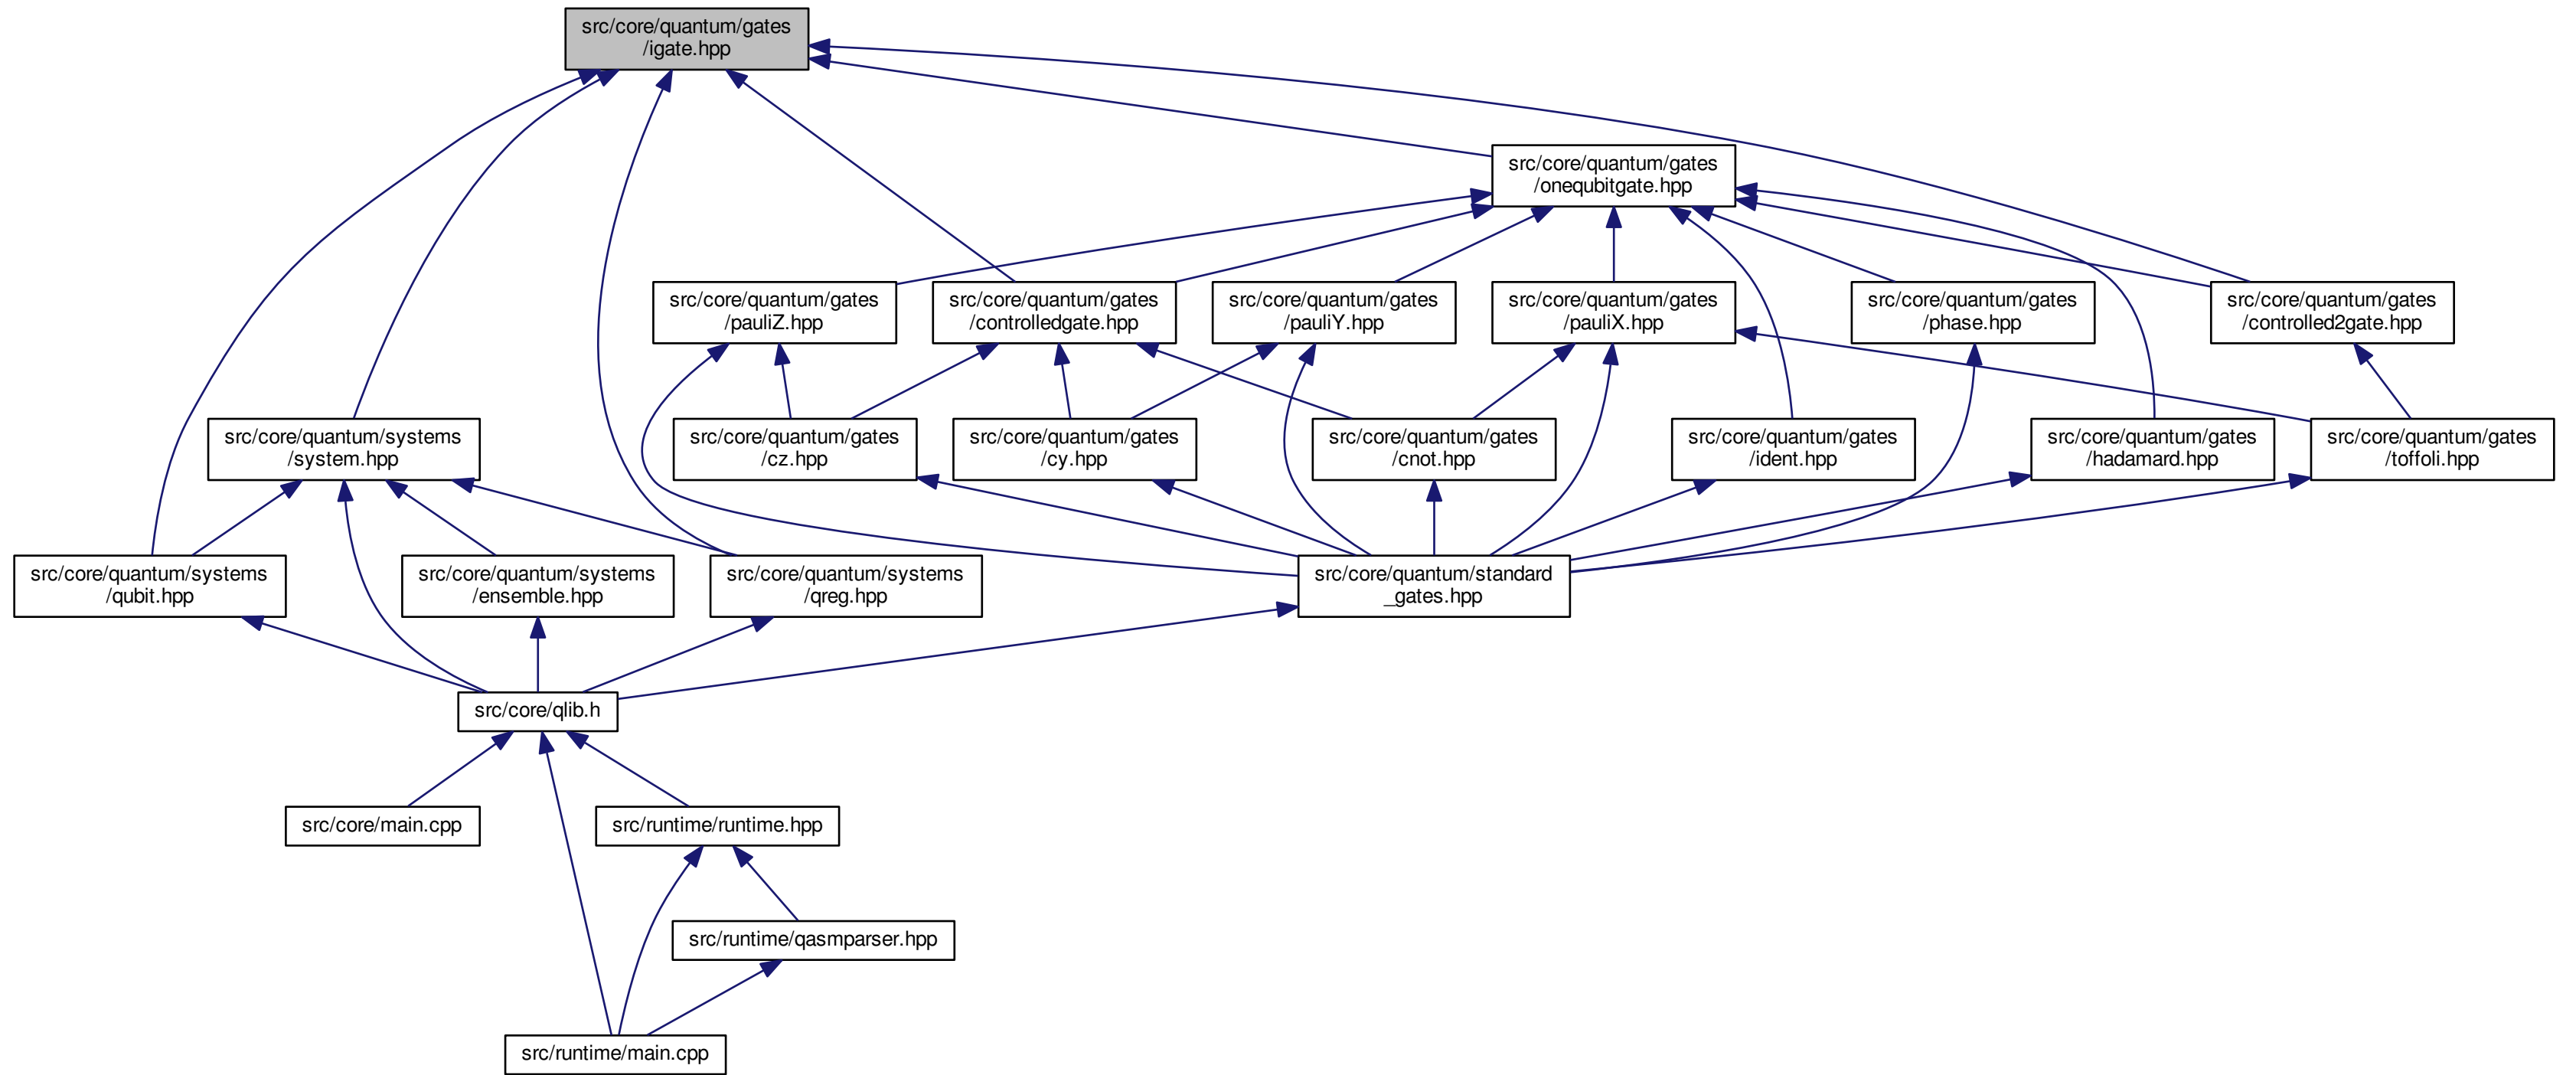 src/core/quantum/gates
/igate.hpp
src/core/quantum/gates
/onequbitgate.hpp
src/core/quantum/gates
/pauliZ.hpp
src/core/quantum/gates
/controlledgate.hpp
src/core/quantum/gates
/pauliY.hpp
src/core/quantum/gates
/pauliX.hpp
src/core/quantum/gates
/phase.hpp
src/core/quantum/gates
/controlled2gate.hpp
src/core/quantum/systems
/system.hpp
src/core/quantum/gates
/cz.hpp
src/core/quantum/gates
/cy.hpp
src/core/quantum/gates
/cnot.hpp
src/core/quantum/gates
/ident.hpp
src/core/quantum/gates
/hadamard.hpp
src/core/quantum/gates
/toffoli.hpp
src/core/quantum/systems
/qubit.hpp
src/core/quantum/systems
/ensemble.hpp
src/core/quantum/systems
/qreg.hpp
src/core/quantum/standard
_gates.hpp
src/core/qlib.h
src/core/main.cpp
src/runtime/runtime.hpp
src/runtime/qasmparser.hpp
src/runtime/main.cpp